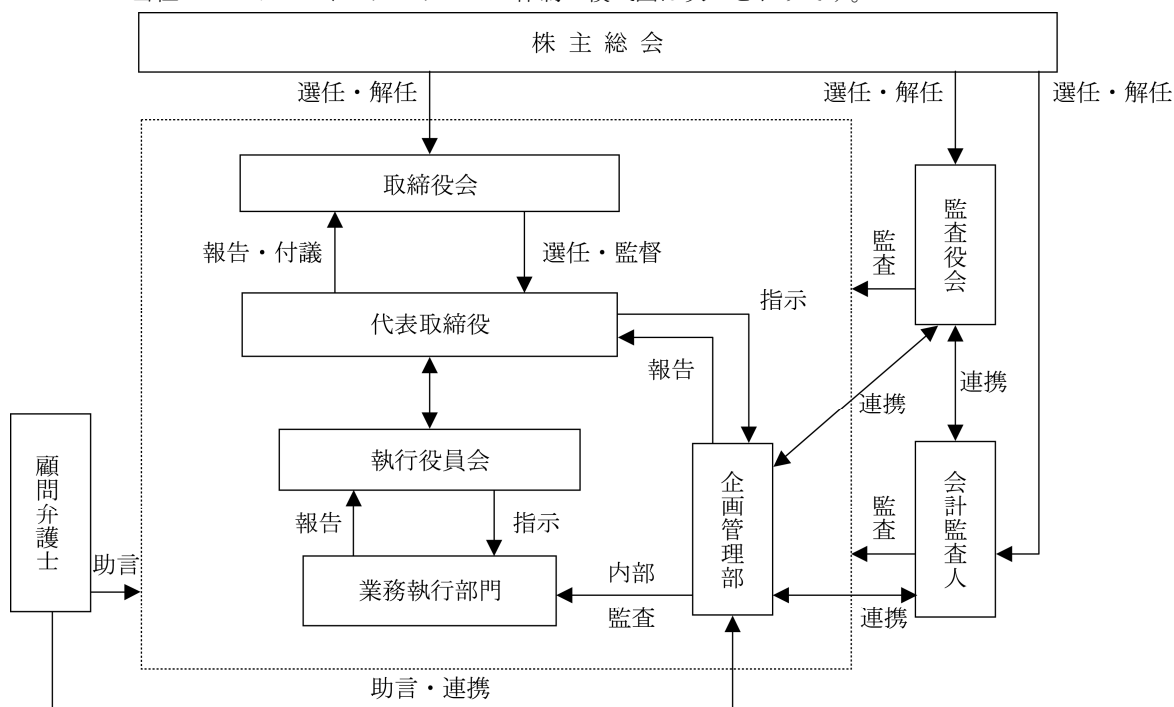 株主総会
選任・解任
選任・解任
選任・解任
取締役会
監査役会
報告・付議
選任・監督
監査
代表取締役
指示
報告
連携
連携
執行役員会
顧問弁護士
企画管理部
会計監査人
報告
指示
監査
助言
業務執行部門
内部
監査
連携
助言・連携